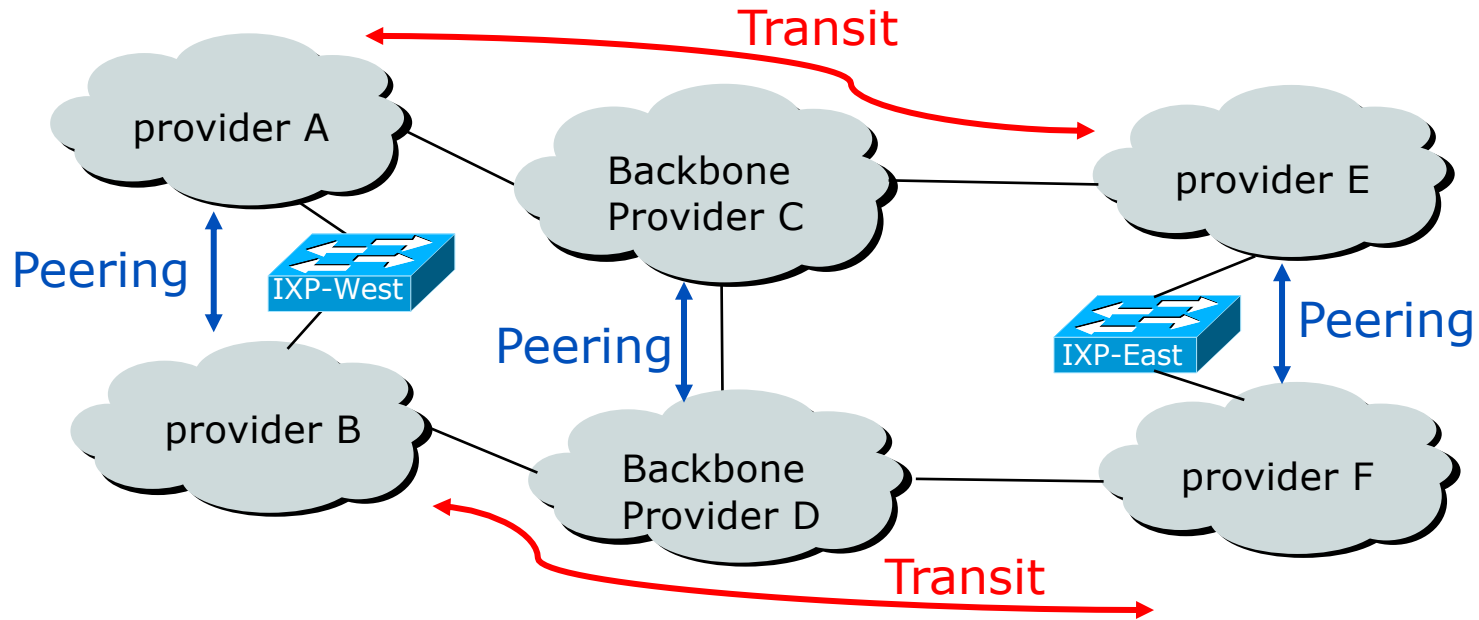 Transit
provider A
Backbone
Provider C
provider E
Peering
IXP-West
Peering
IXP-East
Peering
provider B
Backbone
Provider D
provider F
Transit